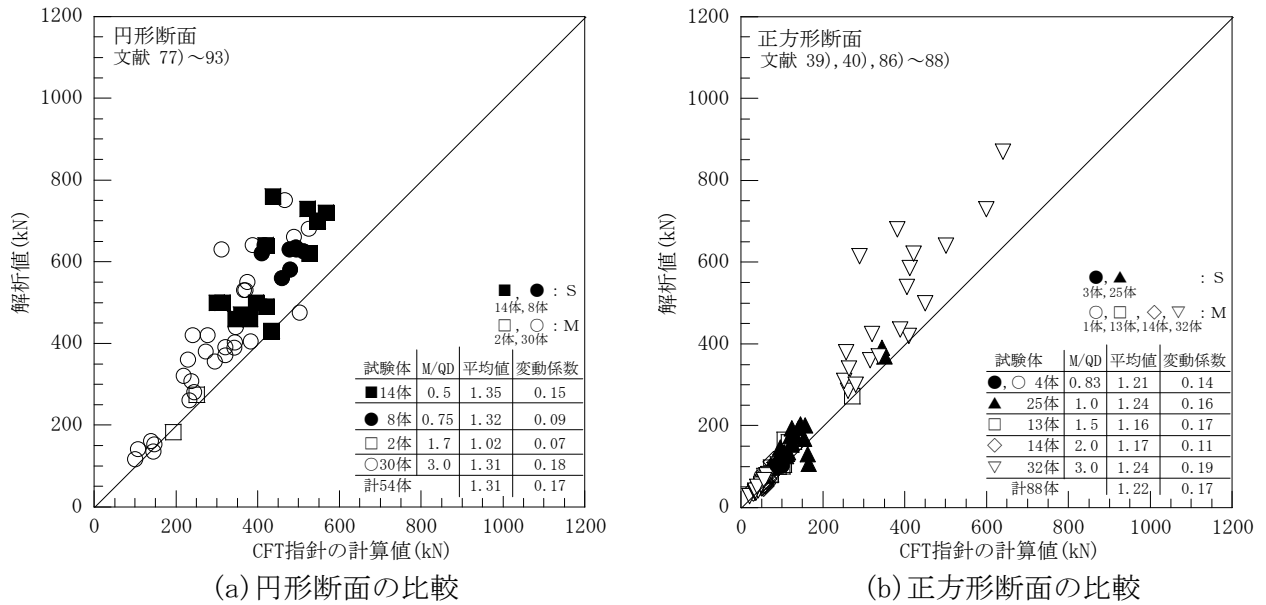 円形断面
文献 77)～93)
1200
1000
800
600
400
200
0
解析値(kN)
■, ● : S
14体, 8体
□, ○ : M
2体, 30体
試験体 M/QD 平均値 変動係数
■14体 0.5 1.35 0.15
● 8体 0.75 1.32 0.09
□ 2体 1.7 1.02 0.07
○30体 3.0 1.31 0.18
計54体 1.31 0.17
0 200 400 600 800 1000 1200
CFT指針の計算値(kN)
(a)円形断面の比較
正方形断面
文献 39),40),86)～88)
1200
1000
800
600
400
200
0
解析値(kN)
●, ▲ : S
3体, 25体
○, □, ◇, ▽ : M
1体, 13体, 14体, 32体
試験体 M/QD 平均値 変動係数
●, ○ 4体 0.83 1.21 0.14
▲ 25体 1.0 1.24 0.16
□ 13体 1.5 1.16 0.17
◇ 14体 2.0 1.17 0.11
▽ 32体 3.0 1.24 0.19
計88体 1.22 0.17
0 200 400 600 800 1000 1200
CFT指針の計算値(kN)
(b)正方形断面の比較